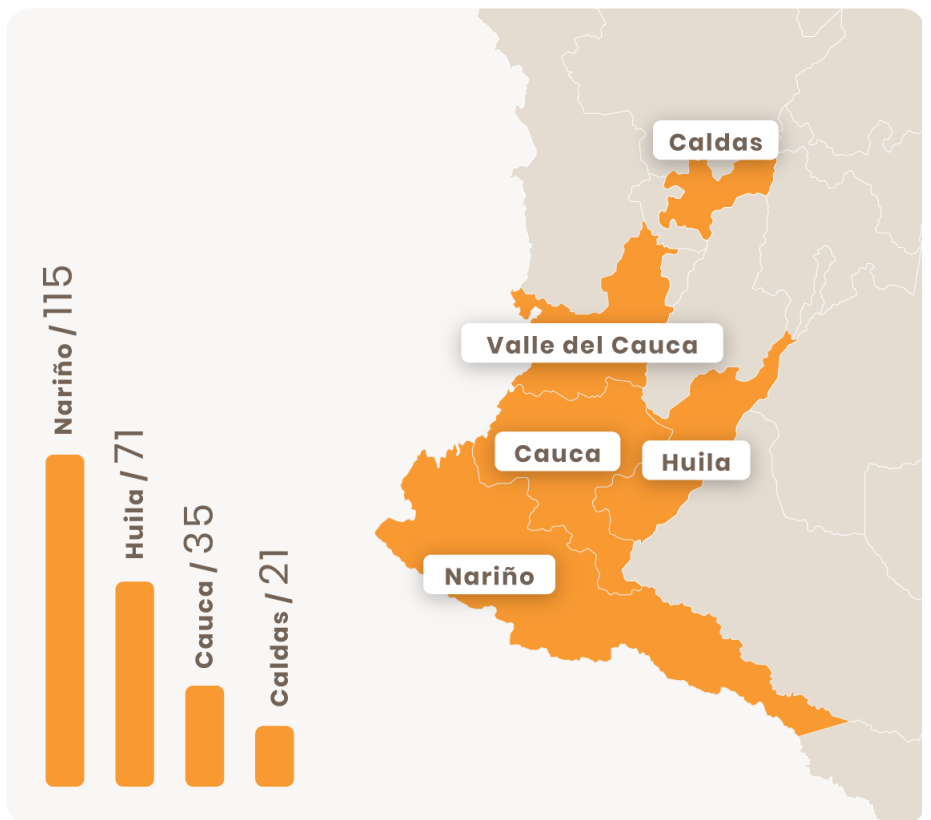 Nariño / 115
Huila / 71
Cauca / 35
Caldas / 21
Caldas
Valle del Cauca
Cauca
Huila
Nariño